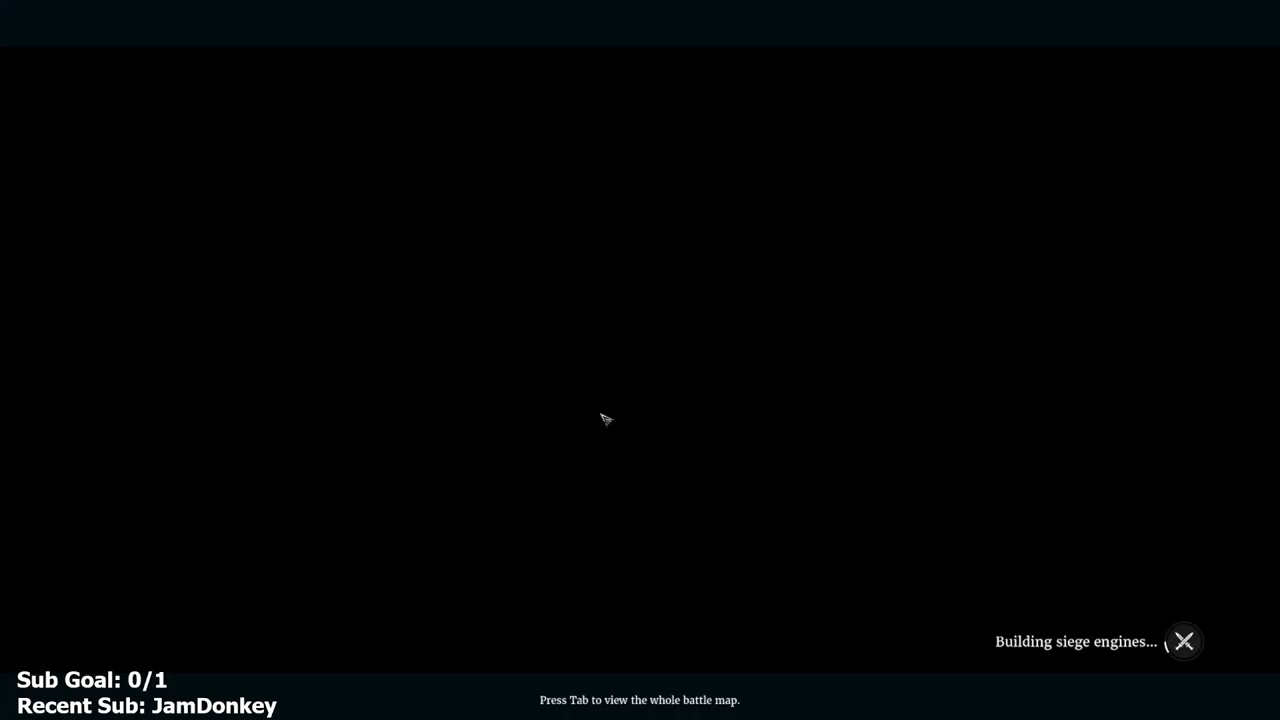 Building siege engines...
Sub Goal: 0/1
Recent Sub: JamDonkey
Press Tab to view the whole battle map.